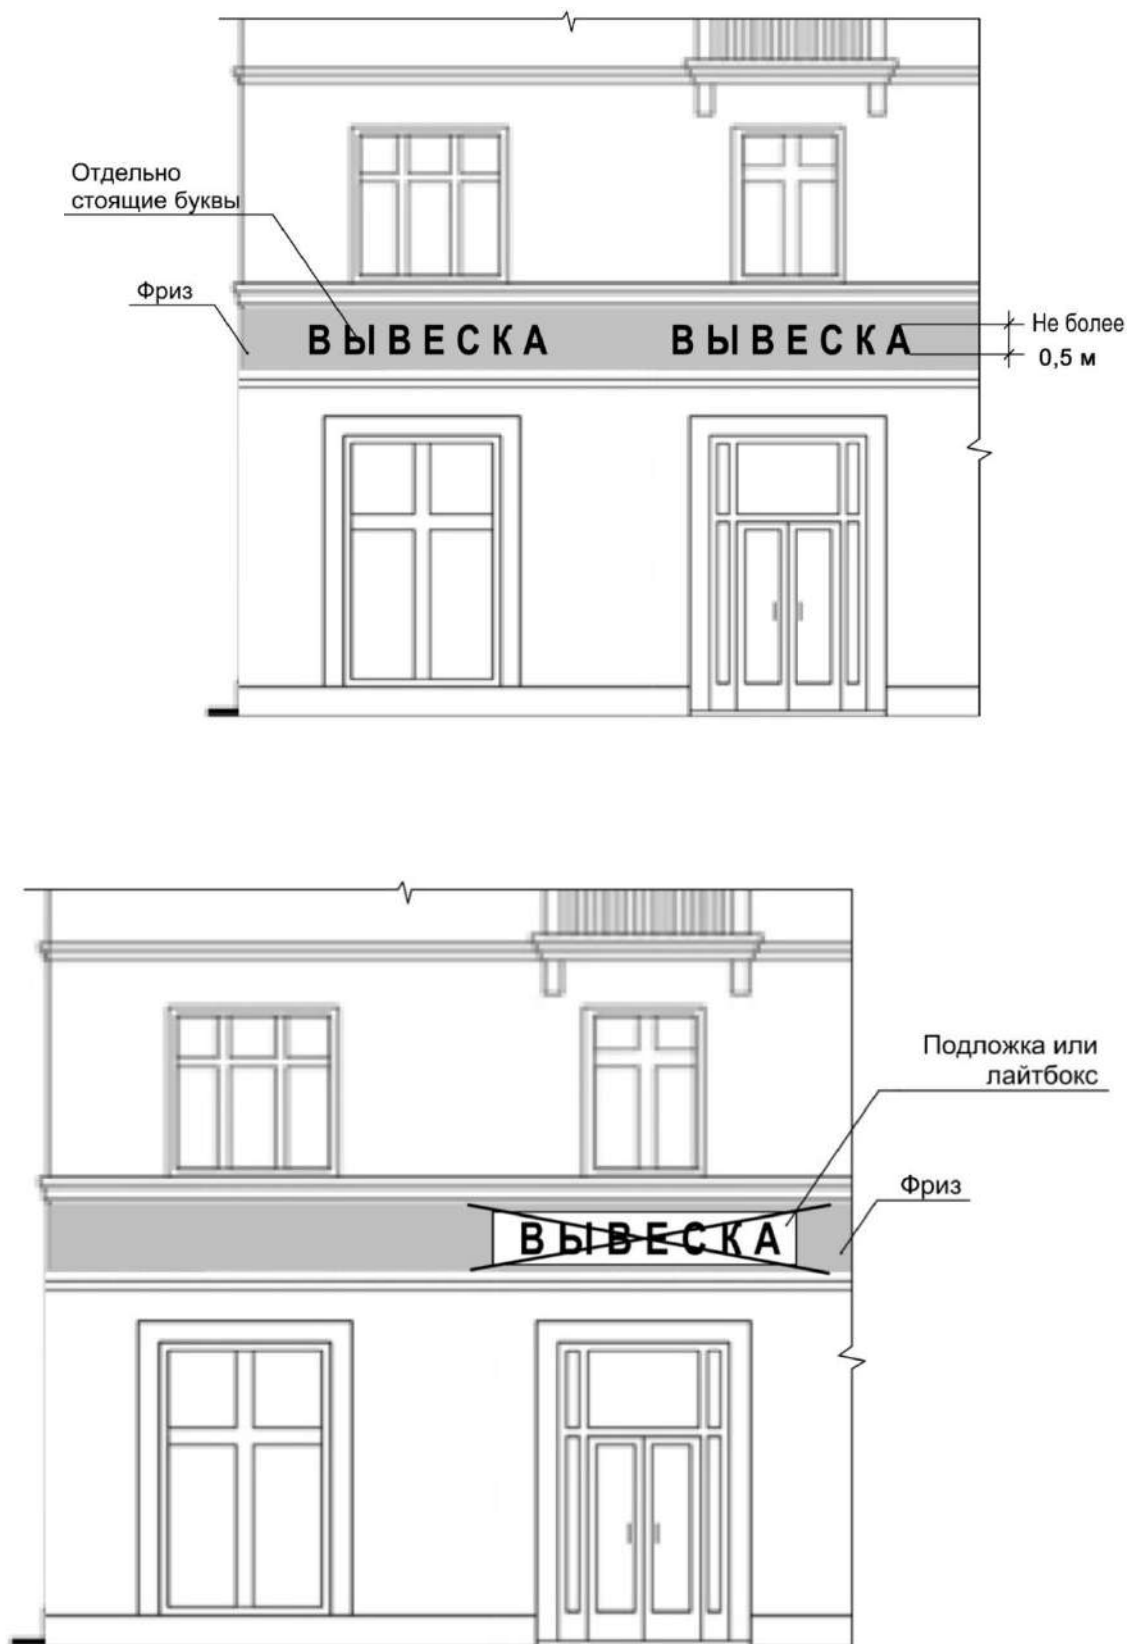 Отдельно
стоящие буквы
Фриз
ВЫВЕСКА ВЫВЕСКА
Не более
0,5 м
Подложка или
лайтбокс
Фриз
ВЫВЕСКА